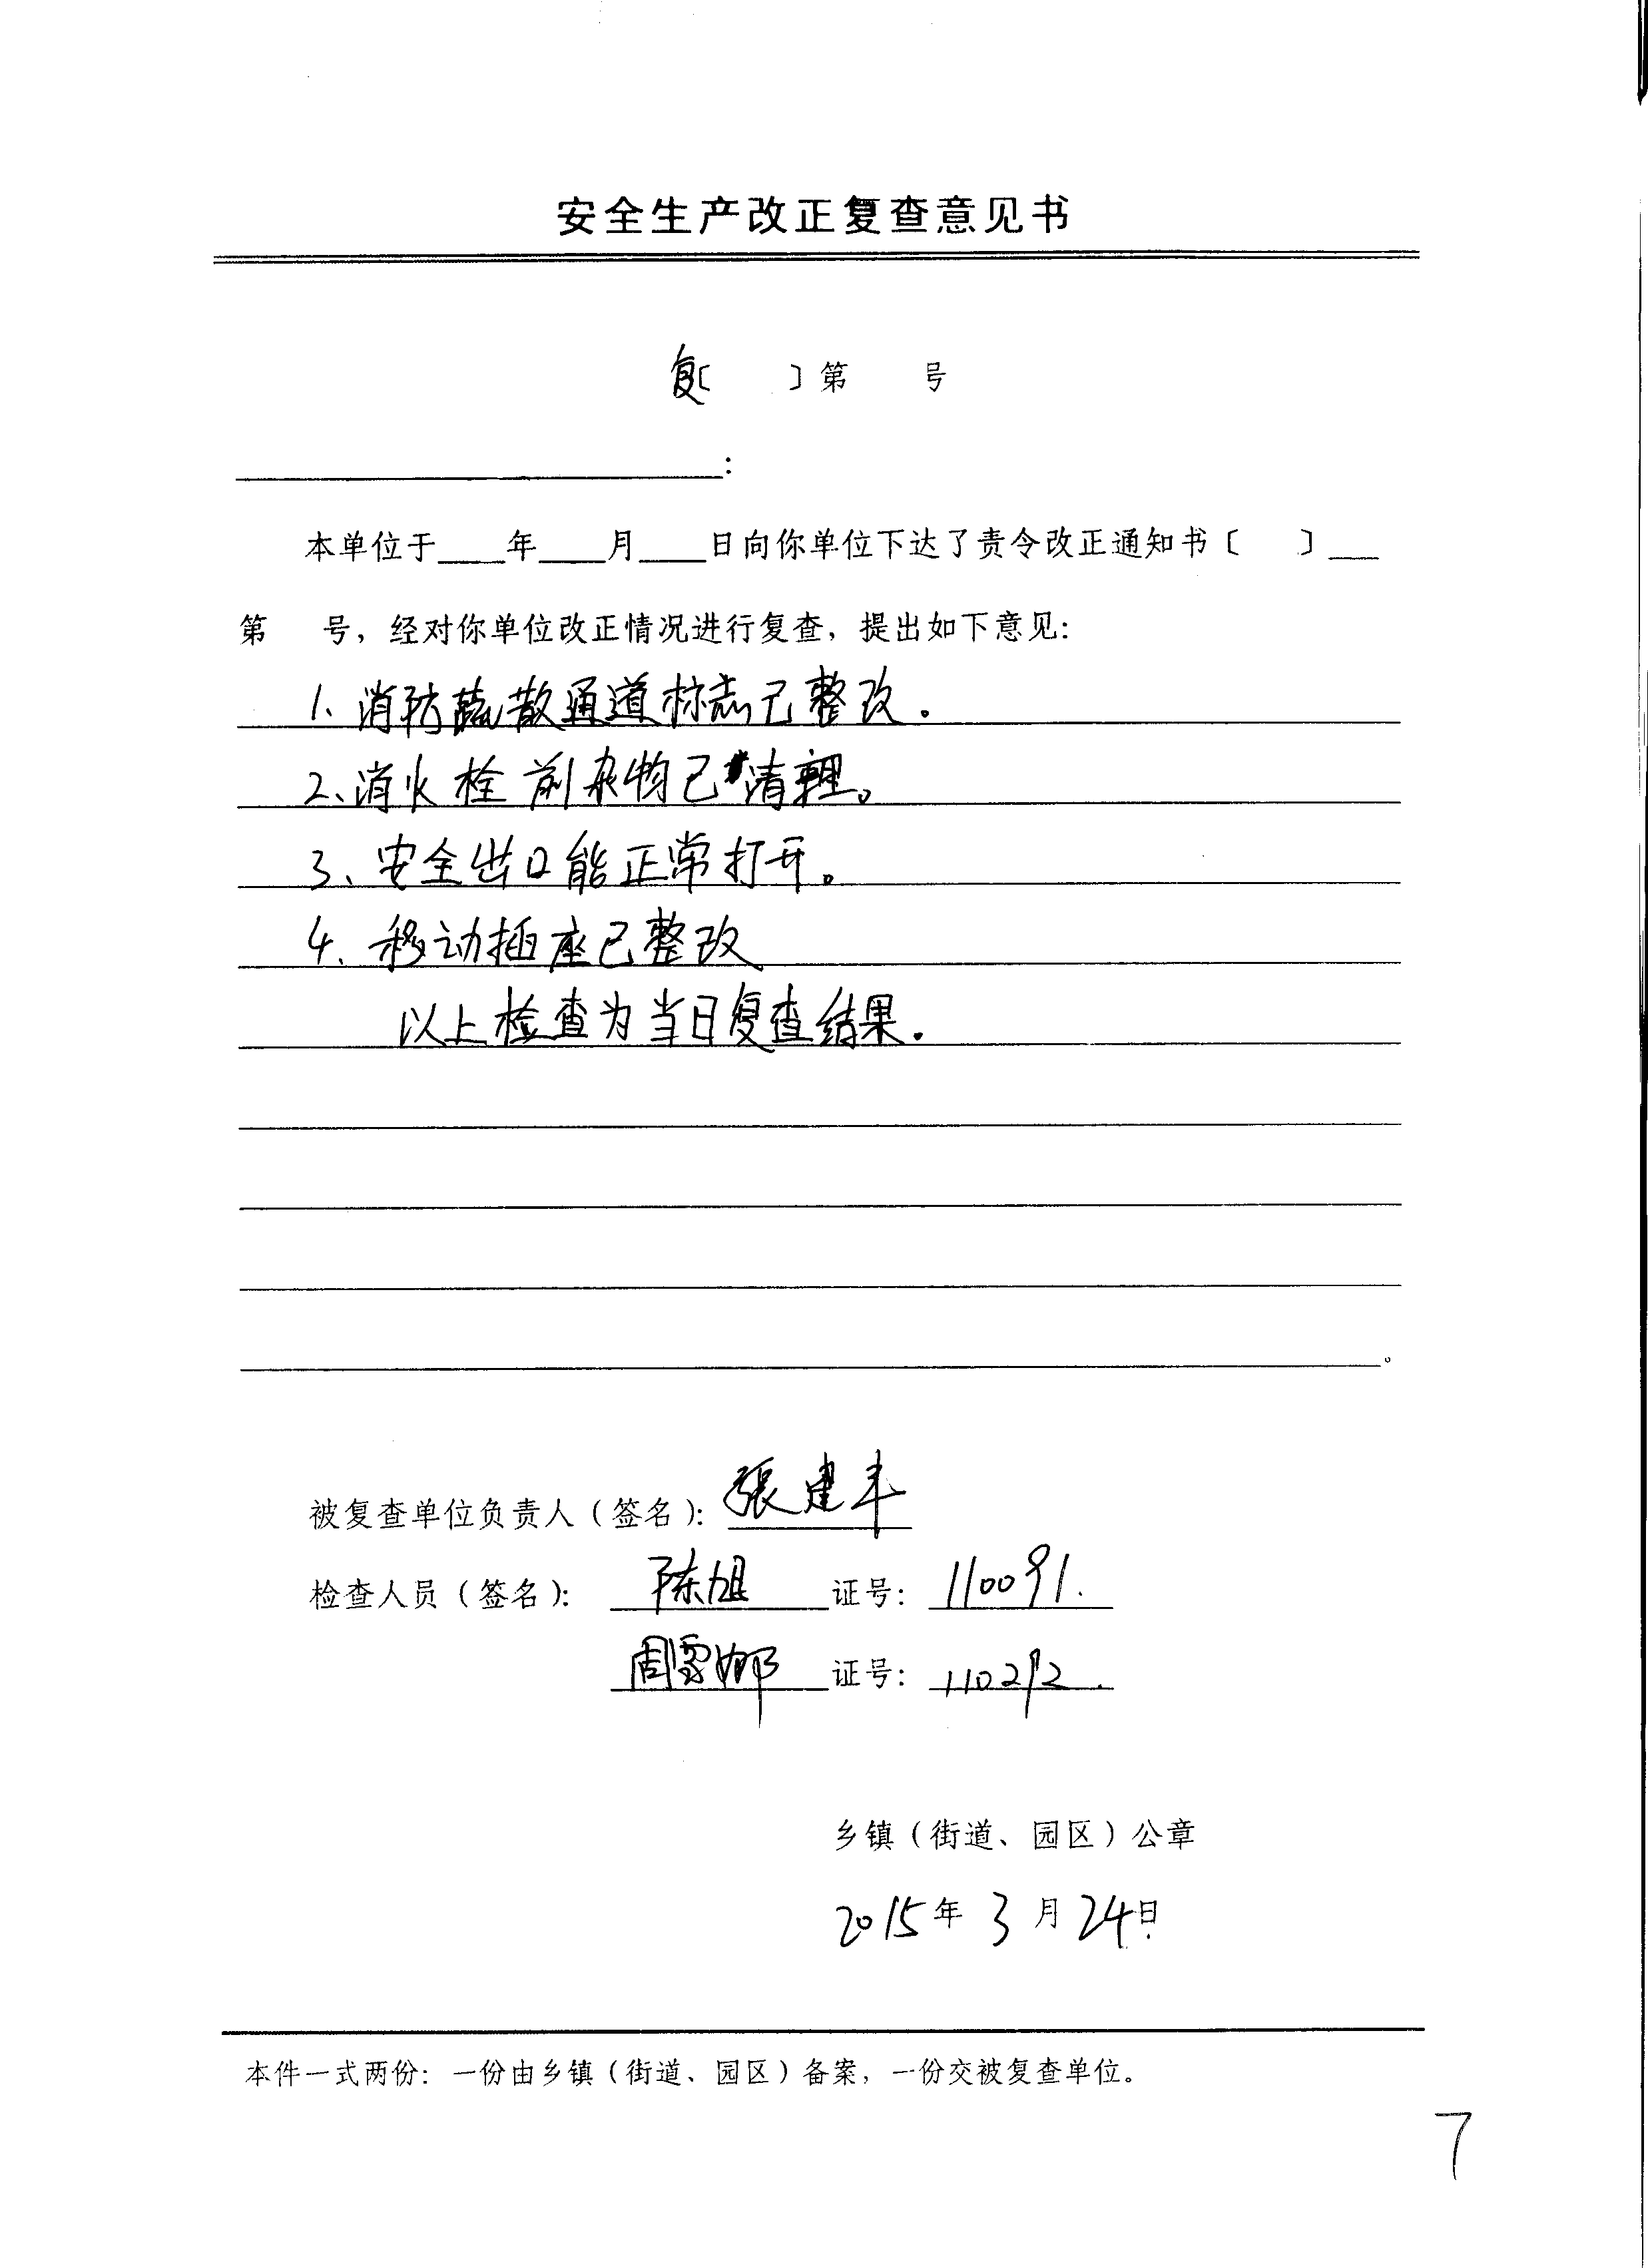 安全生产改正复查意见书
复〔 〕第 号
:
本单位于____年____月____日向你单位下达了责令改正通知书〔 〕___
第 号，经对你单位改正情况进行复查，提出如下意见：
1、消防疏散通道标志已整改.
2、消火栓前杂物已清理。
3、安全出口能正常打开。
4、移动插座已整改
以上检查为当日复查结果.
被复查单位负责人（签名）：張建丰
检查人员（签名）： 陈旭 证号：110091.
周雪娜 证号：110292.
乡镇（街道、园区）公章
2015年3月24日
本件一式两份：一份由乡镇（街道、园区）备案，一份交被复查单位。
7